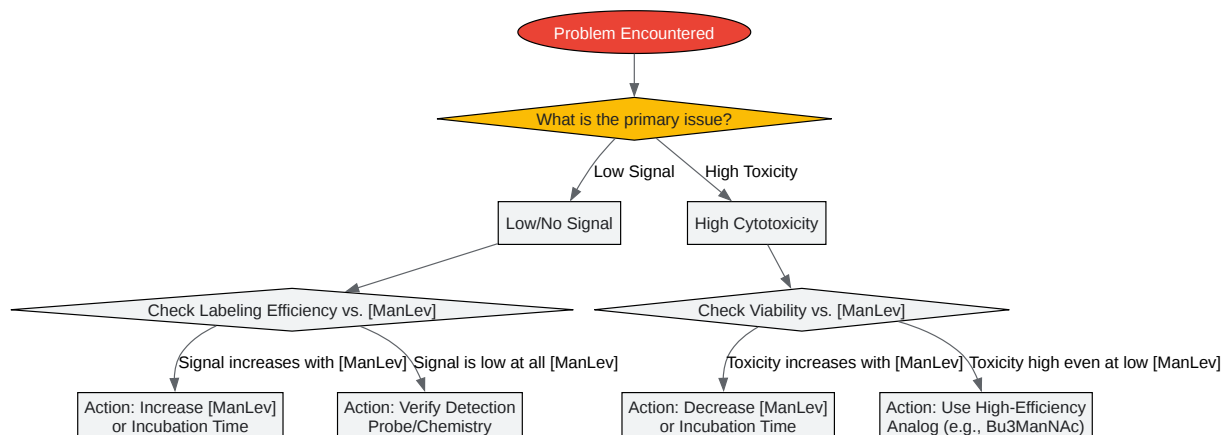 Problem Encountered
What is the primary issue?
Low Signal
High Toxicity
Low/No Signal
High Cytotoxicity
Check Labeling Efficiency vs. [ManLev]
Check Viability vs. [ManLev]
Signal increases with [ManLev]
Signal is low at all [ManLev]
Toxicity increases with [ManLev]
Toxicity high even at low [ManLev]
Action: Increase [ManLev]
or Incubation Time
Action: Verify Detection
Probe/Chemistry
Action: Decrease [ManLev]
or Incubation Time
Action: Use High-Efficiency
Analog (e.g., Bu3ManNAc)